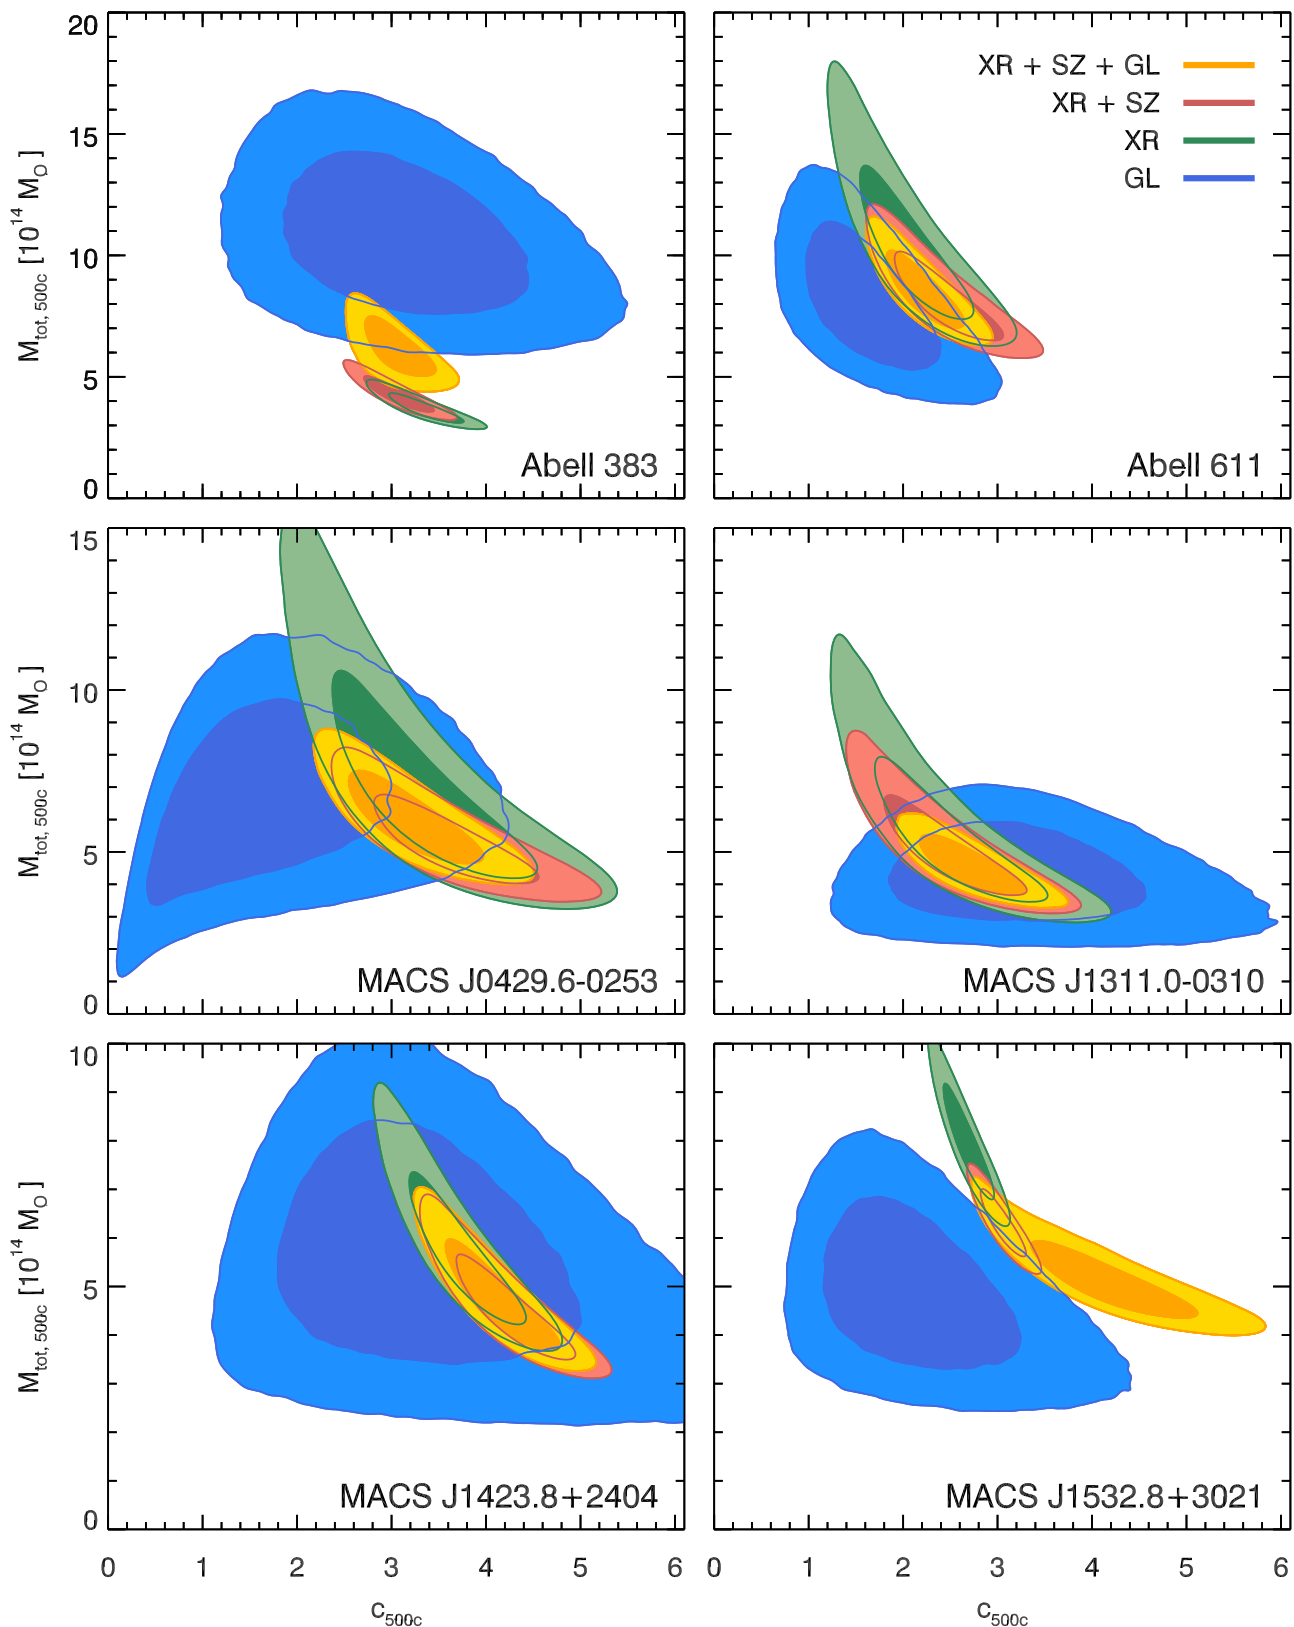 20
15
10
5
0
M_tot, 500c [10^14 M_O]
Abell 383
XR + SZ + GL
XR + SZ
XR
GL
Abell 611
15
10
5
0
M_tot, 500c [10^14 M_O]
MACS J0429.6-0253
MACS J1311.0-0310
10
5
0
M_tot, 500c [10^14 M_O]
MACS J1423.8+2404
MACS J1532.8+3021
0 1 2 3 4 5 6
0 1 2 3 4 5 6
c_500c
c_500c